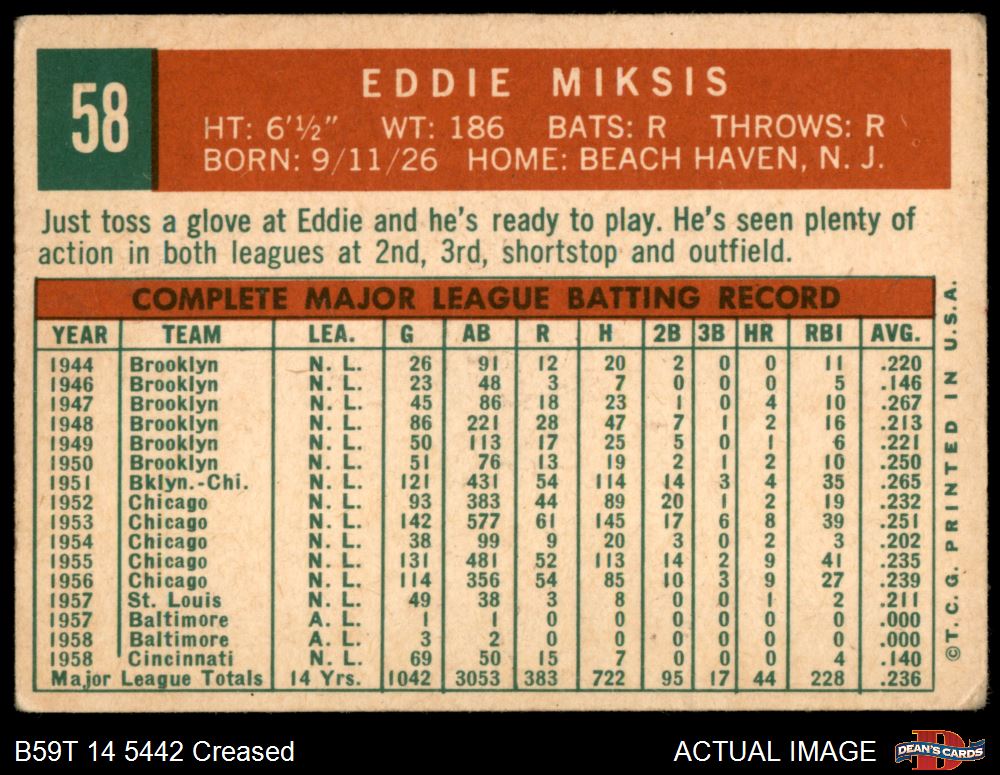 58
EDDIE MIKSIS
HT: 6'½" WT: 186 BATS: R THROWS: R
BORN: 9/11/26 HOME: BEACH HAVEN, N. J.
Just toss a glove at Eddie and he's ready to play. He's seen plenty of
action in both leagues at 2nd, 3rd, shortstop and outfield.
COMPLETE MAJOR LEAGUE BATTING RECORD
YEAR TEAM LEA. G AB R H 2B 3B HR RBI AVG.
1944 Brooklyn N. L. 26 91 12 20 2 0 0 11 .220
1946 Brooklyn N. L. 23 48 3 7 0 0 0 5 .146
1947 Brooklyn N. L. 45 86 18 23 1 0 4 10 .267
1948 Brooklyn N. L. 86 221 28 47 7 1 2 16 .213
1949 Brooklyn N. L. 50 113 17 25 5 0 1 6 .221
1950 Brooklyn N. L. 51 76 13 19 2 1 2 10 .250
1951 Bklyn.-Chi. N. L. 121 431 54 114 14 3 4 35 .265
1952 Chicago N. L. 93 383 44 89 20 1 2 19 .232
1953 Chicago N. L. 142 577 61 145 17 6 8 39 .251
1954 Chicago N. L. 38 99 9 20 3 0 2 3 .202
1955 Chicago N. L. 131 481 52 113 14 2 9 41 .235
1956 Chicago N. L. 114 356 54 85 10 3 9 27 .239
1957 St. Louis N. L. 49 38 3 8 0 0 1 2 .211
1957 Baltimore A. L. 1 1 0 0 0 0 0 0 .000
1958 Baltimore A. L. 3 2 0 0 0 0 0 0 .000
1958 Cincinnati N. L. 69 50 15 7 0 0 0 4 .140
Major League Totals 14 Yrs. 1042 3053 383 722 95 17 44 228 .236
© T. C. G. PRINTED IN U.S.A.
B59T 14 5442 Creased
ACTUAL IMAGE
DEAN'S CARDS